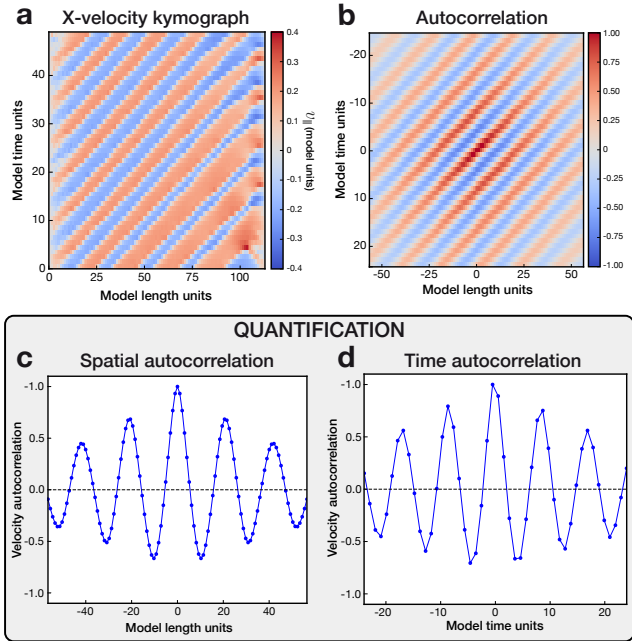 a X-velocity kymograph
0.4
0.3
0.2
0.1
0
-0.1
-0.2
-0.3
-0.4
40
30
20
10
0
0 25 50 75 100
Model time units
Model length units
U|| (model units)
b Autocorrelation
1.00
0.75
0.50
0.25
0
-0.25
-0.50
-0.75
-1.00
-20
-10
0
10
20
-50 -25 0 25 50
Model time units
Model length units
QUANTIFICATION
c Spatial autocorrelation
-1.0
0.5
0.0
-0.5
-1.0
-40 -20 0 20 40
Velocity autocorrelation
Model length units
d Time autocorrelation
-1.0
0.5
0.0
-0.5
-1.0
-20 -10 0 10 20
Velocity autocorrelation
Model time units